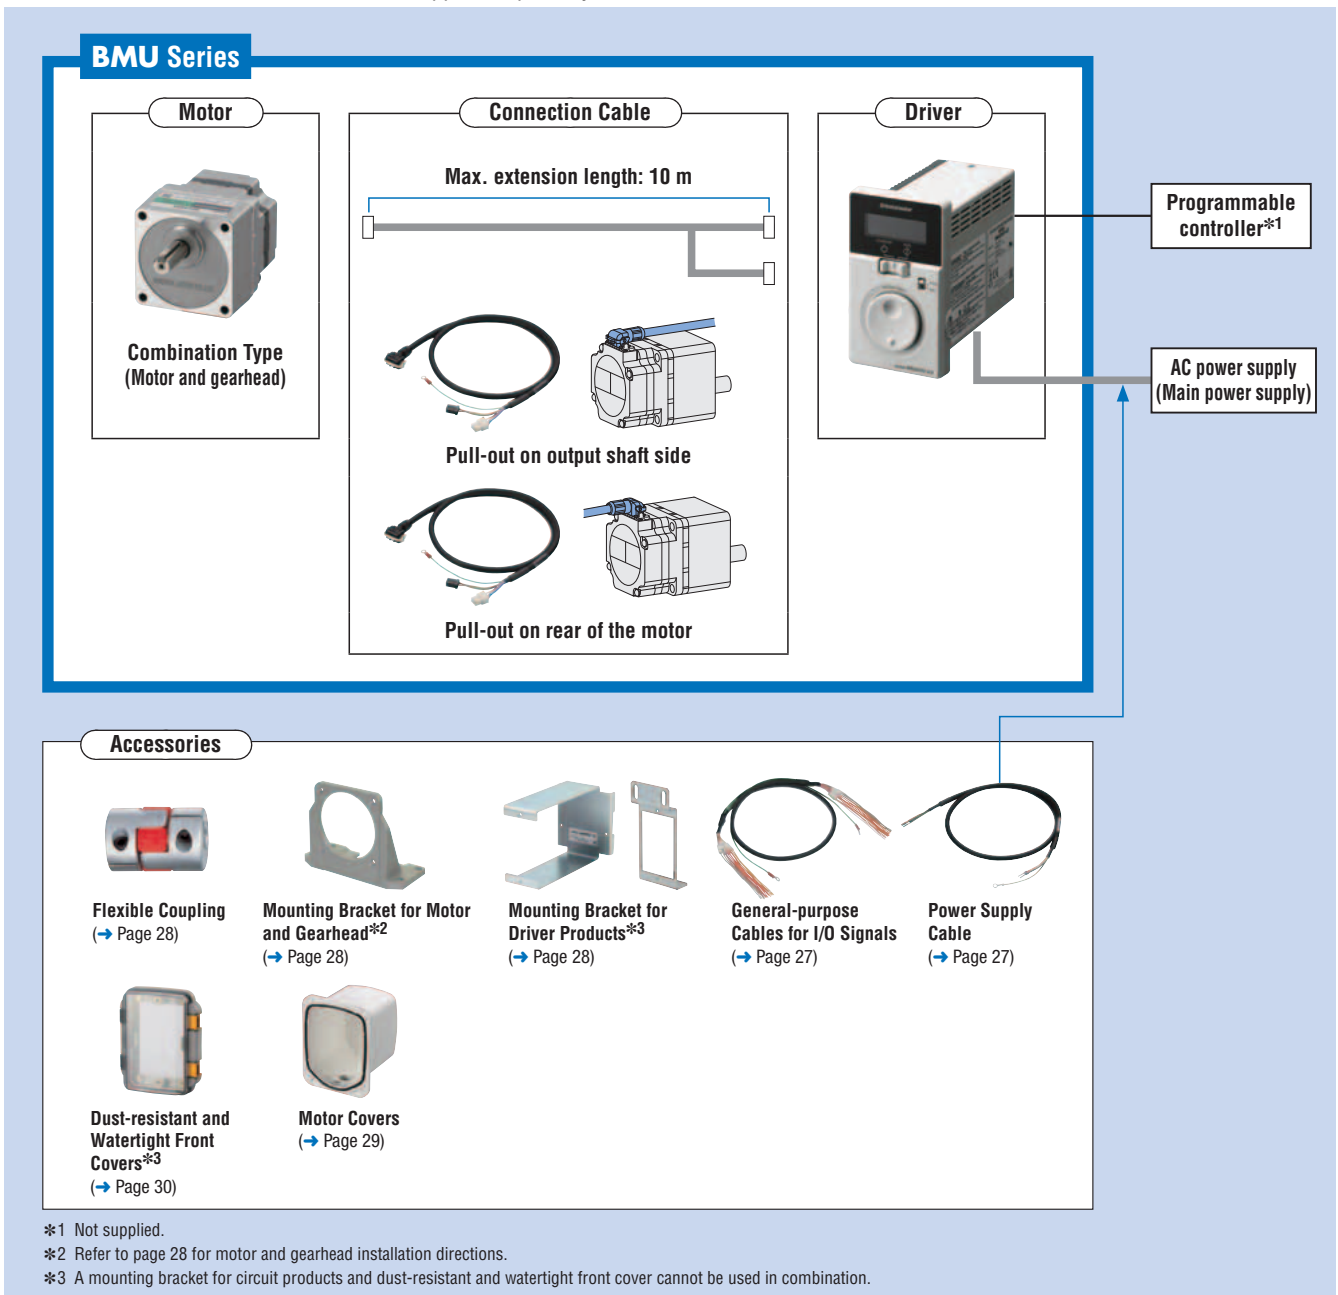 BMU Series
Motor
Connection Cable
Driver
Max. extension length: 10 m
Programmable
controller✽1
Combination Type
(Motor and gearhead)
AC power supply
(Main power supply)
Pull-out on output shaft side
Pull-out on rear of the motor
Accessories
Flexible Coupling
(➜ Page 28)
Mounting Bracket for Motor
and Gearhead✽2
(➜ Page 28)
Mounting Bracket for
Driver Products✽3
(➜ Page 28)
General-purpose
Cables for I/O Signals
(➜ Page 27)
Power Supply
Cable
(➜ Page 27)
Dust-resistant and
Watertight Front
Covers✽3
(➜ Page 30)
Motor Covers
(➜ Page 29)
✽1 Not supplied.
✽2 Refer to page 28 for motor and gearhead installation directions.
✽3 A mounting bracket for circuit products and dust-resistant and watertight front cover cannot be used in combination.